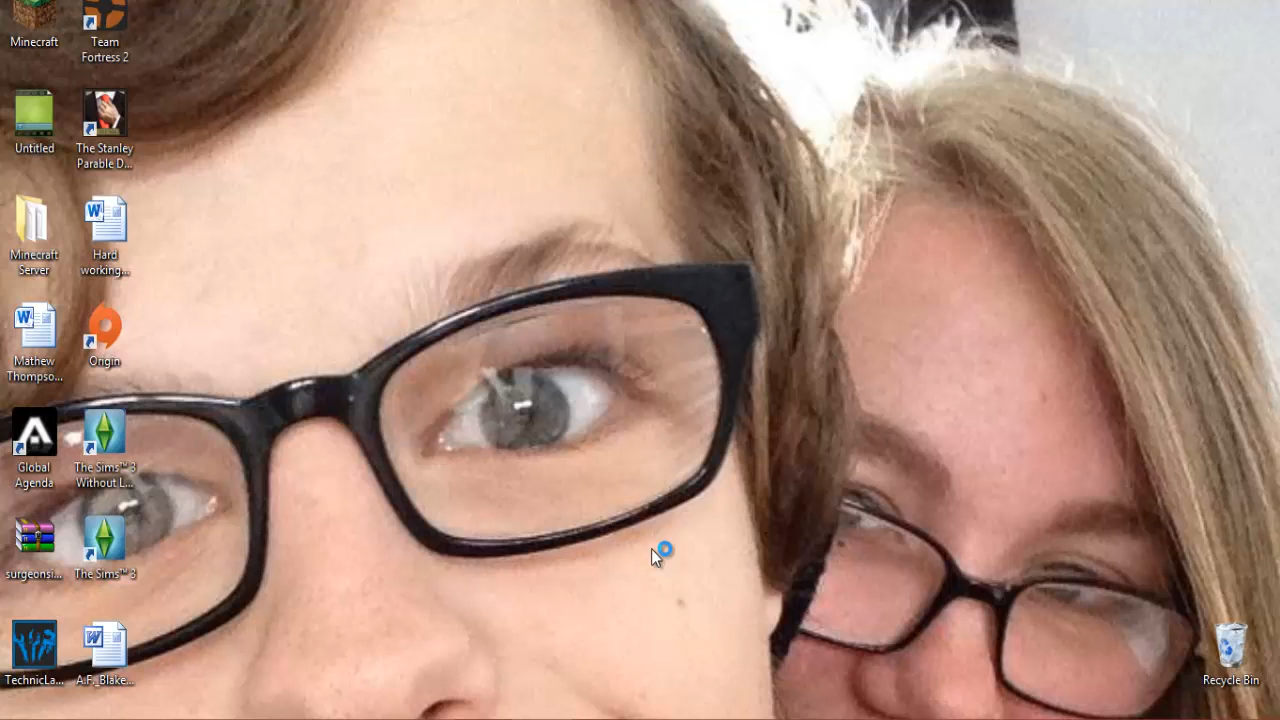 Minecraft
Team
Fortress 2
Untitled
The Stanley
Parable D...
Minecraft
Server
Hard
working...
Mathew
Thompso...
Origin
Global
Agenda
The Sims™ 3
Without L...
surgeonsi...
The Sims™ 3
TechnicLa...
A.F._Blake...
Recycle Bin